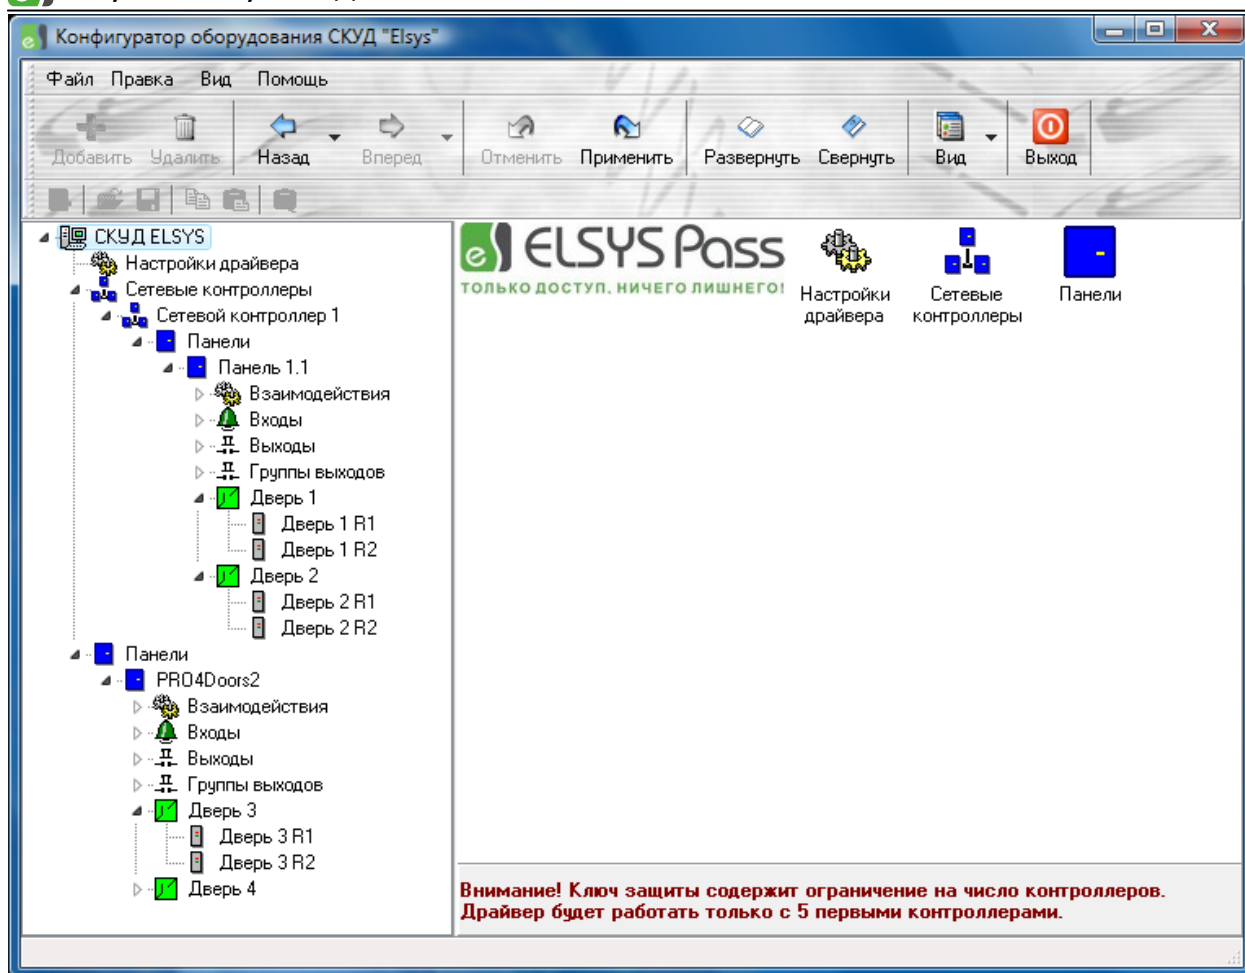 Конфигуратор оборудования СКУД "Elsys"
Файл Правка Вид Помощь
Добавить Удалить Назад Вперед Отменить Применить Развернуть Свернуть Вид Выход
СКУД ELSYS
Настройки драйвера
Сетевые контроллеры
Сетевой контроллер 1
Панели
Панель 1.1
Взаимодействия
Входы
Выходы
Группы выходов
Дверь 1
Дверь 1 R1
Дверь 1 R2
Дверь 2
Дверь 2 R1
Дверь 2 R2
Панели
PRO4Doors2
Взаимодействия
Входы
Выходы
Группы выходов
Дверь 3
Дверь 3 R1
Дверь 3 R2
Дверь 4
ELSYS Pass
ТОЛЬКО ДОСТУП. НИЧЕГО ЛИШНЕГО!
Настройки
драйвера
Сетевые
контроллеры
Панели
Внимание! Ключ защиты содержит ограничение на число контроллеров.
Драйвер будет работать только с 5 первыми контроллерами.